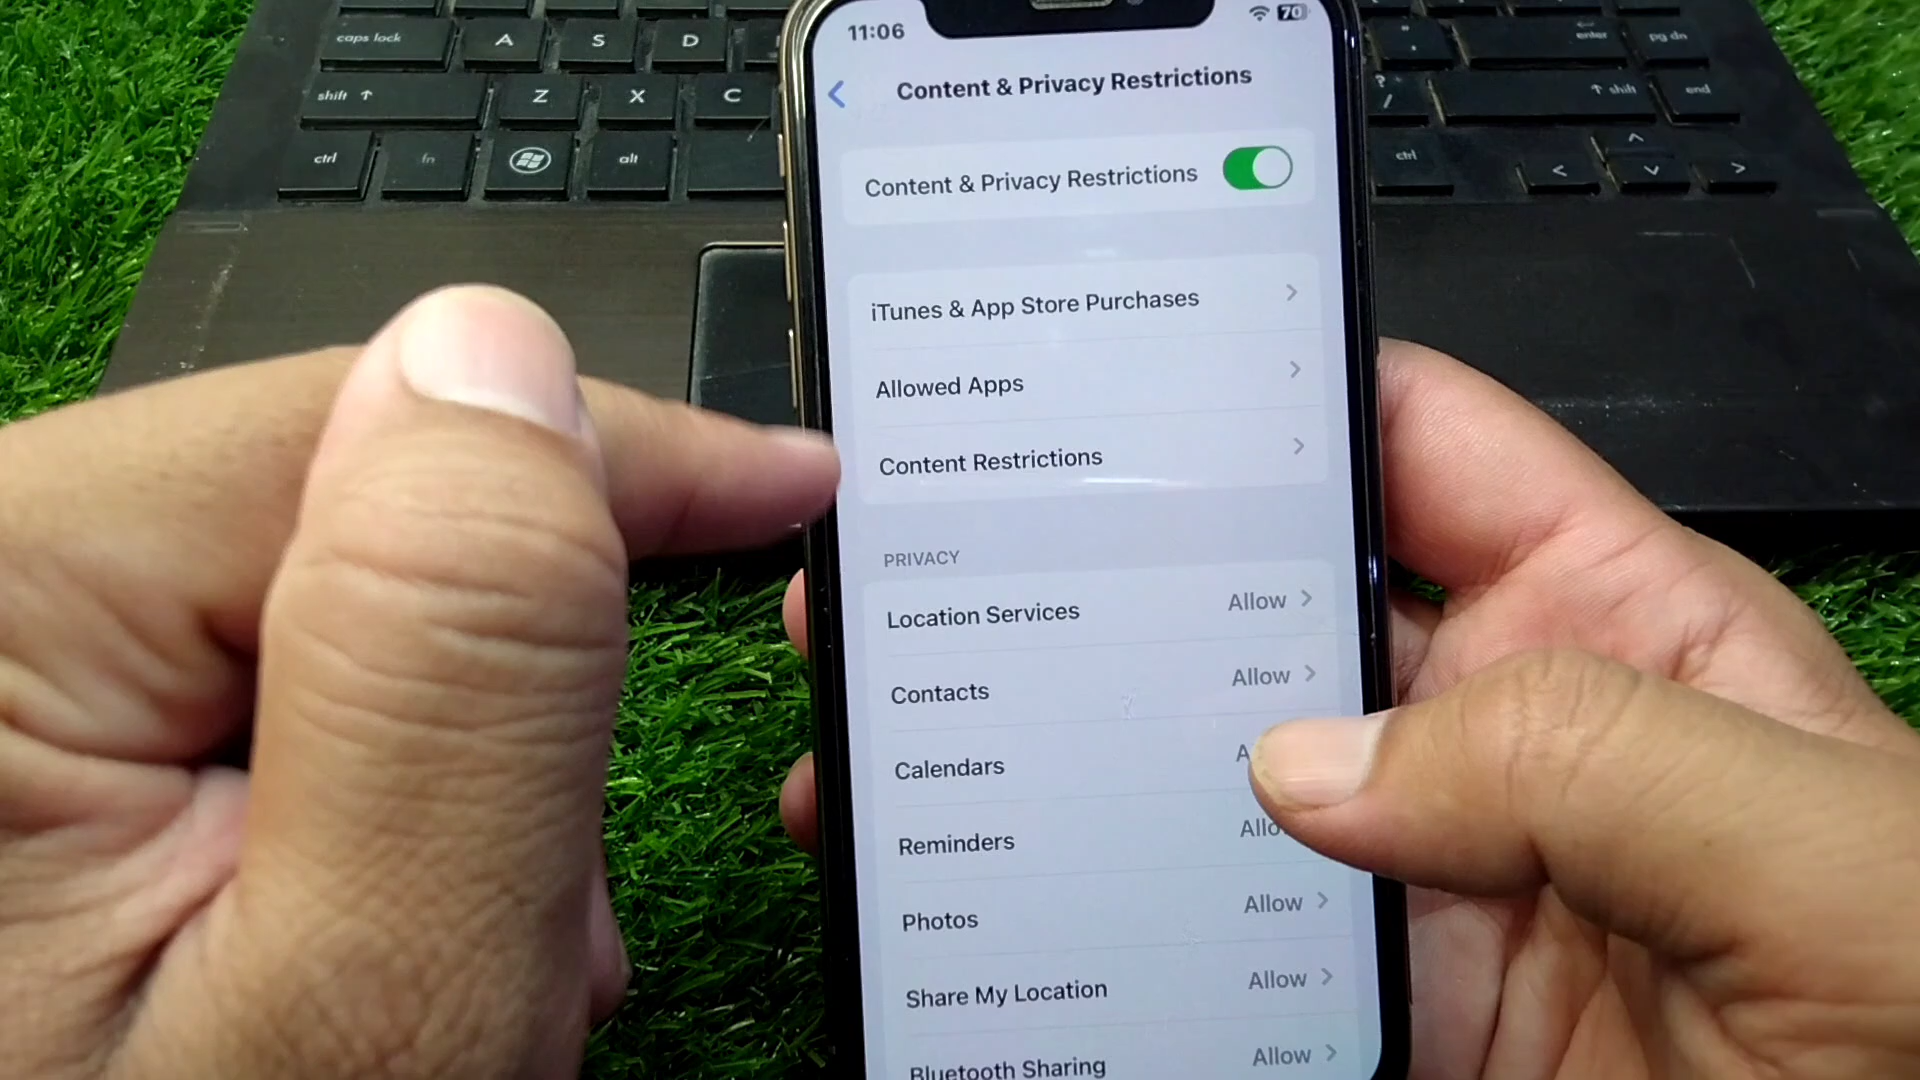 11:06
70
Content & Privacy Restrictions
Content & Privacy Restrictions
iTunes & App Store Purchases
Allowed Apps
Content Restrictions
PRIVACY
Location Services Allow
Contacts Allow
Calendars
Reminders
Photos Allow
Share My Location Allow
Bluetooth Sharing Allow
caps lock A S D
enter pg dn
shift Z X C
? / shift end
ctrl fn alt
ctrl